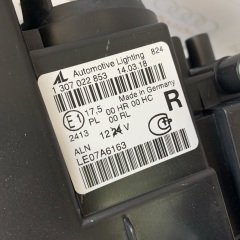 AL Automotive Lighting 824
1 307 022 853 14.03.18
Made in Germany
E1 17,5 00 HR 00 HC R
PL 00 RL
2413
12 V
ALN
LE07A6163